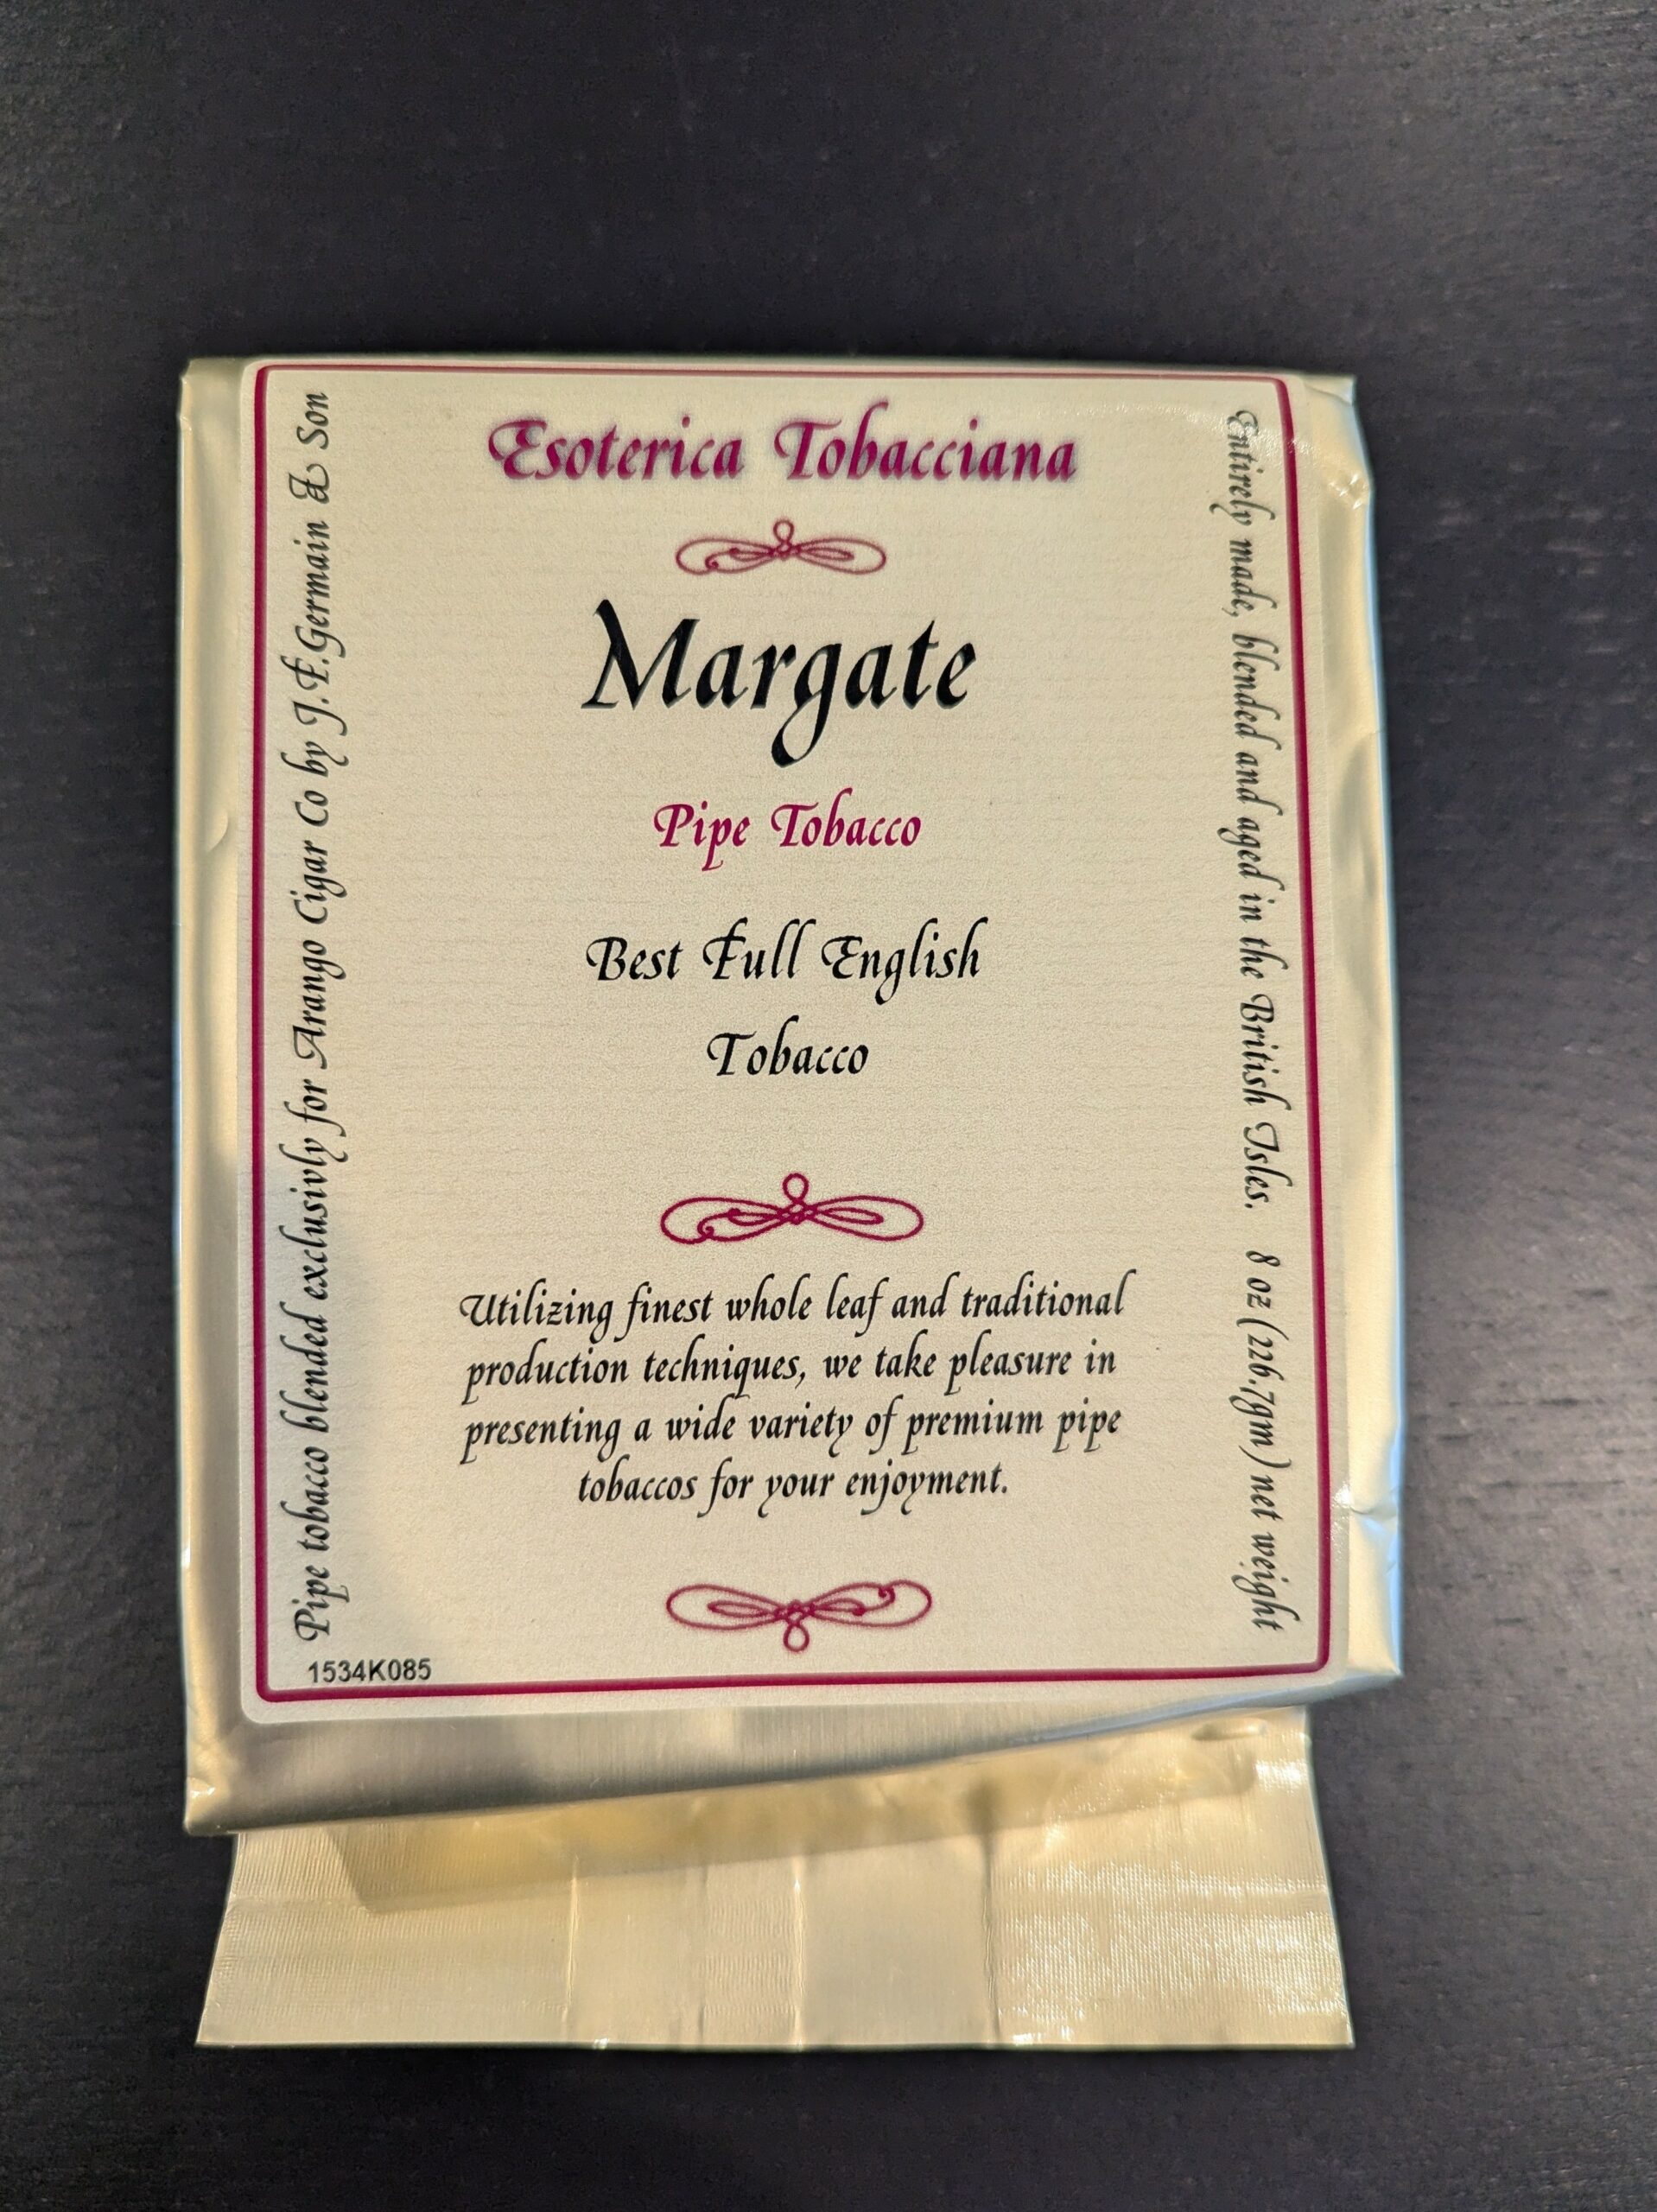 Esoterica Tobacciana
Margate
Pipe Tobacco
Best Full English
Tobacco
Utilizing finest whole leaf and traditional
production techniques, we take pleasure in
presenting a wide variety of premium pipe
tobaccos for your enjoyment.
Pipe tobacco blended exclusivly for Arango Cigar Co by J.F.Germain & Son
Entirely made, blended and aged in the British Isles. 8 oz (226.7gm) net weight
1534K085